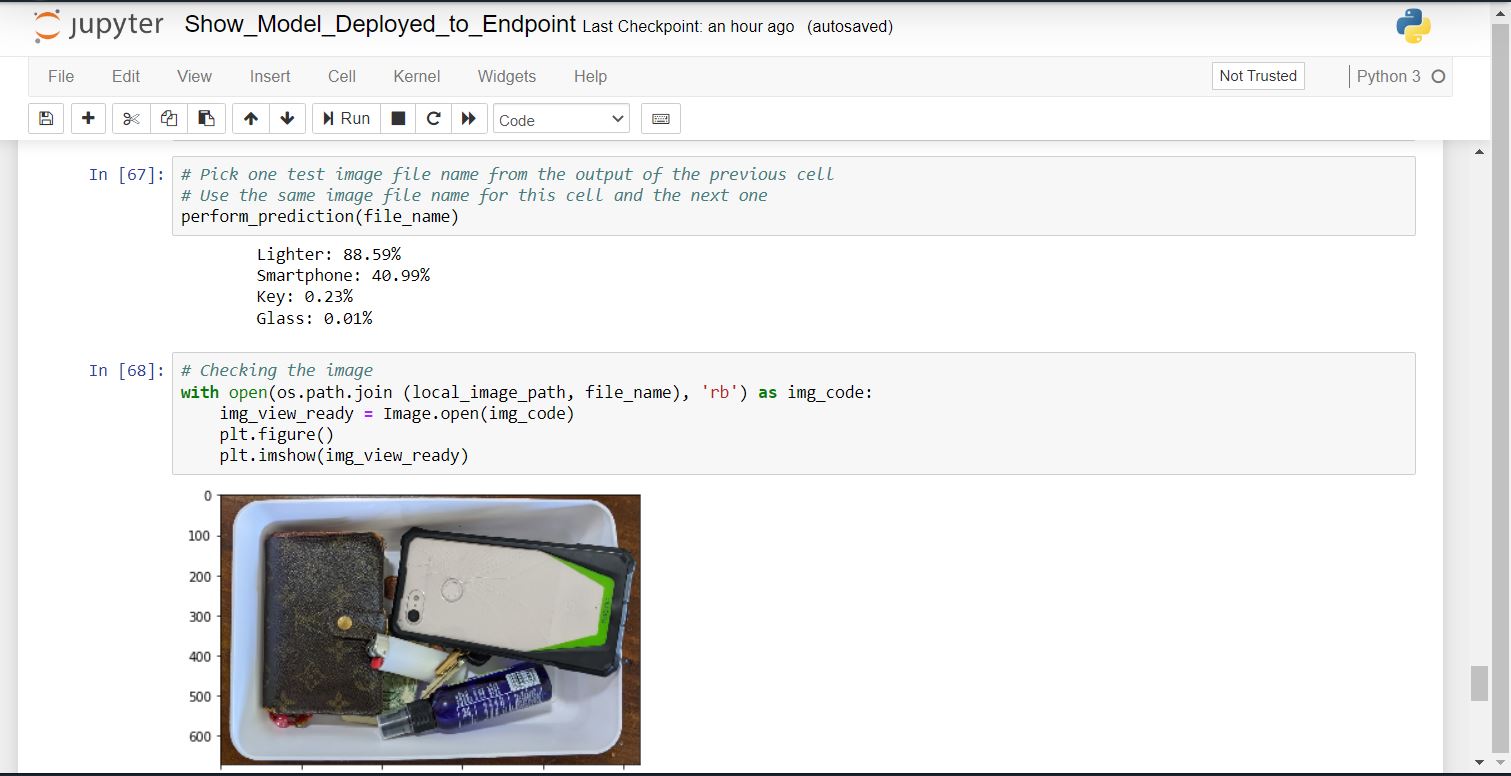 jupyter Show_Model_Deployed_to_Endpoint Last Checkpoint: an hour ago (autosaved)
File Edit View Insert Cell Kernel Widgets Help Not Trusted Python 3
Run Code
In [67]: # Pick one test image file name from the output of the previous cell
# Use the same image file name for this cell and the next one
perform_prediction(file_name)
Lighter: 88.59%
Smartphone: 40.99%
Key: 0.23%
Glass: 0.01%
In [68]: # Checking the image
with open(os.path.join (local_image_path, file_name), 'rb') as img_code:
img_view_ready = Image.open(img_code)
plt.figure()
plt.imshow(img_view_ready)
0
100
200
300
400
500
600